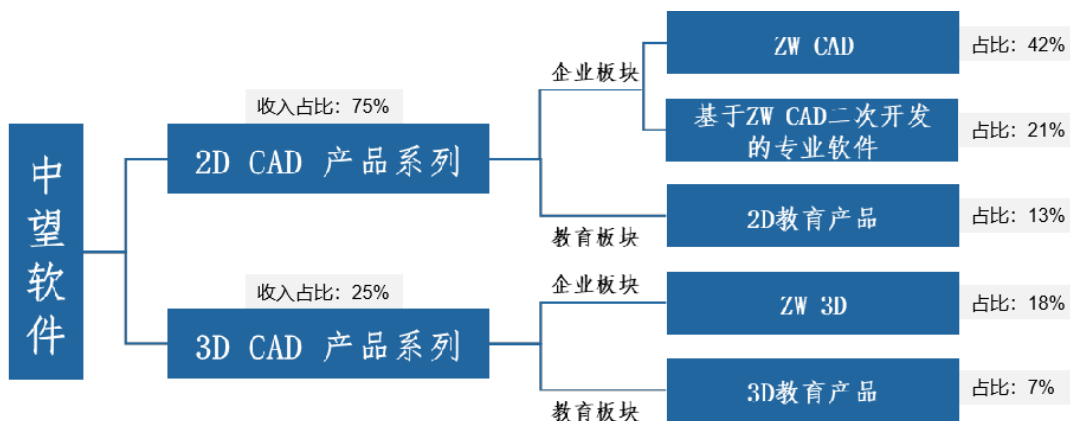 中望软件
收入占比：75%
2D CAD 产品系列
企业板块
ZW CAD
占比：42%
基于ZW CAD二次开发
的专业软件
占比：21%
教育板块
2D教育产品
占比：13%
收入占比：25%
3D CAD 产品系列
企业板块
ZW 3D
占比：18%
教育板块
3D教育产品
占比：7%